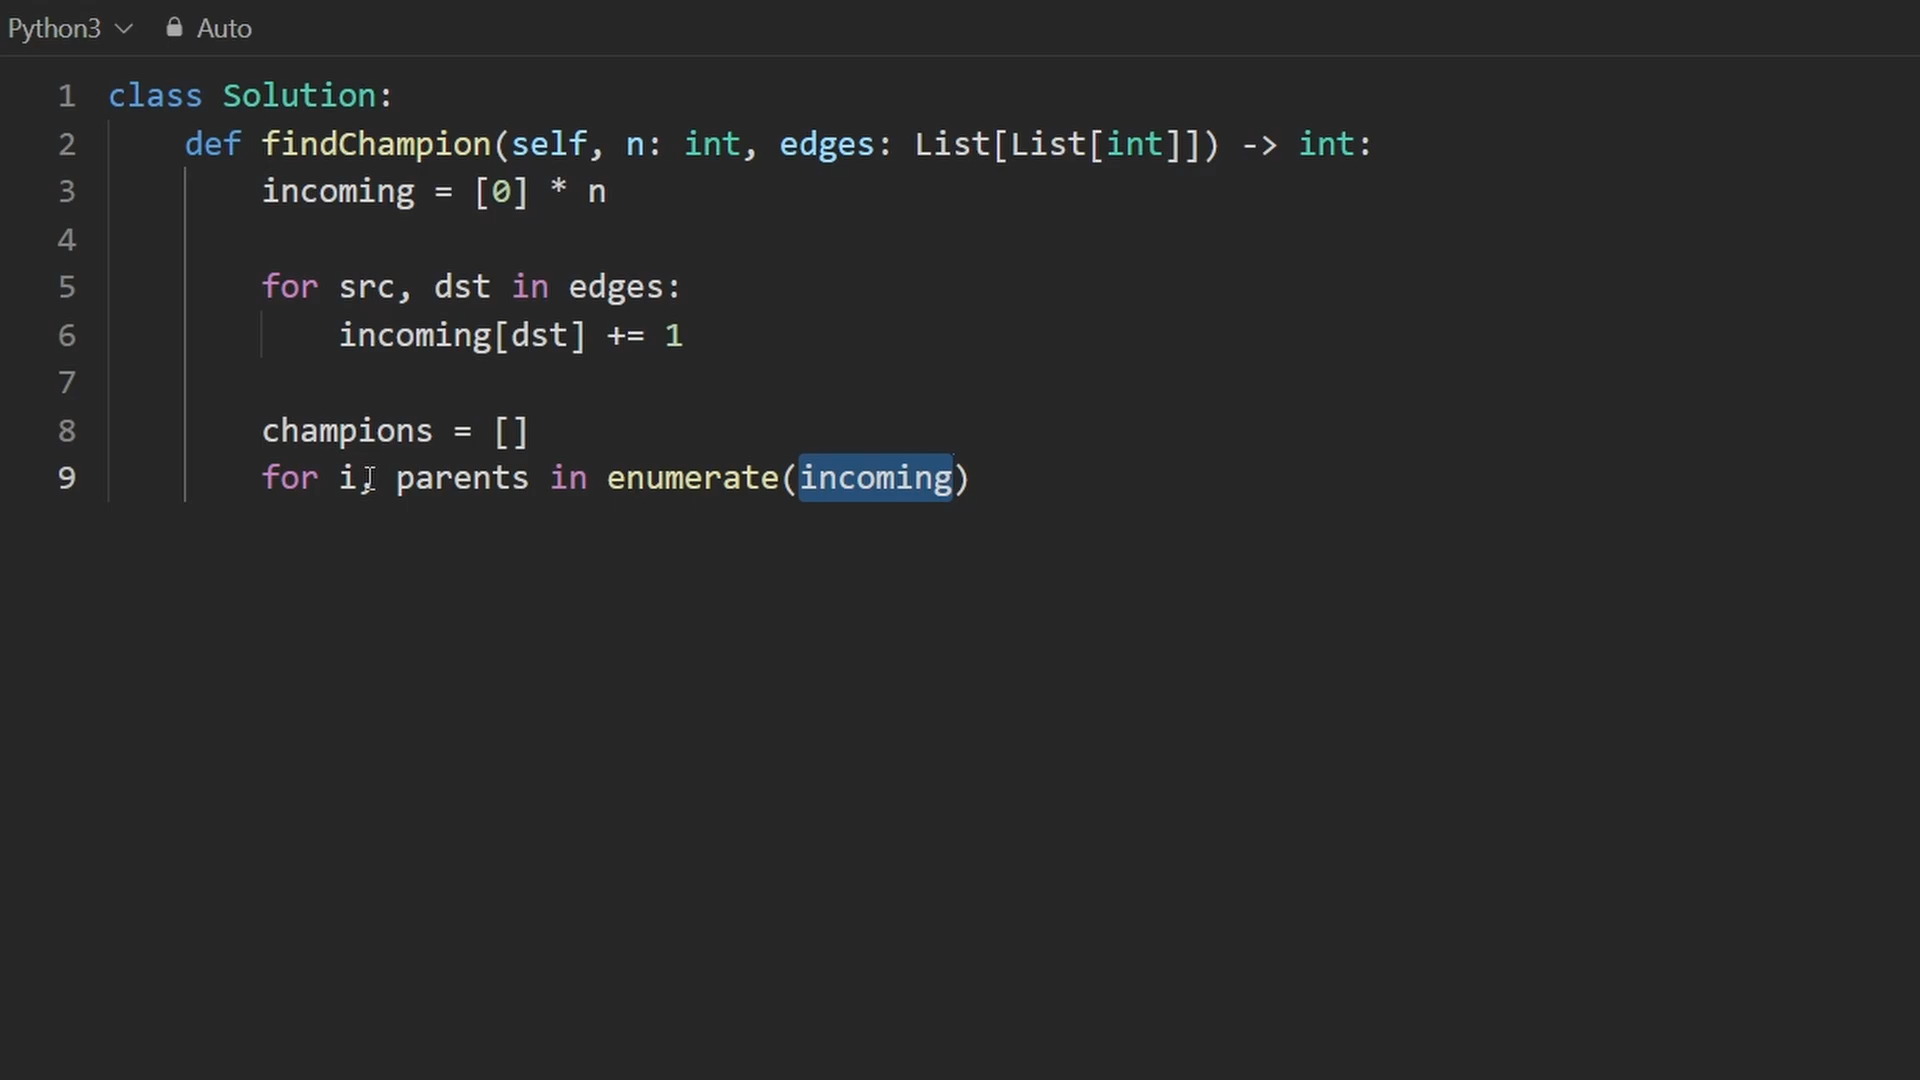 Python3 Auto
1 class Solution:
2     def findChampion(self, n: int, edges: List[List[int]]) -> int:
3         incoming = [0] * n
4
5         for src, dst in edges:
6             incoming[dst] += 1
7
8         champions = []
9         for i, parents in enumerate(incoming)